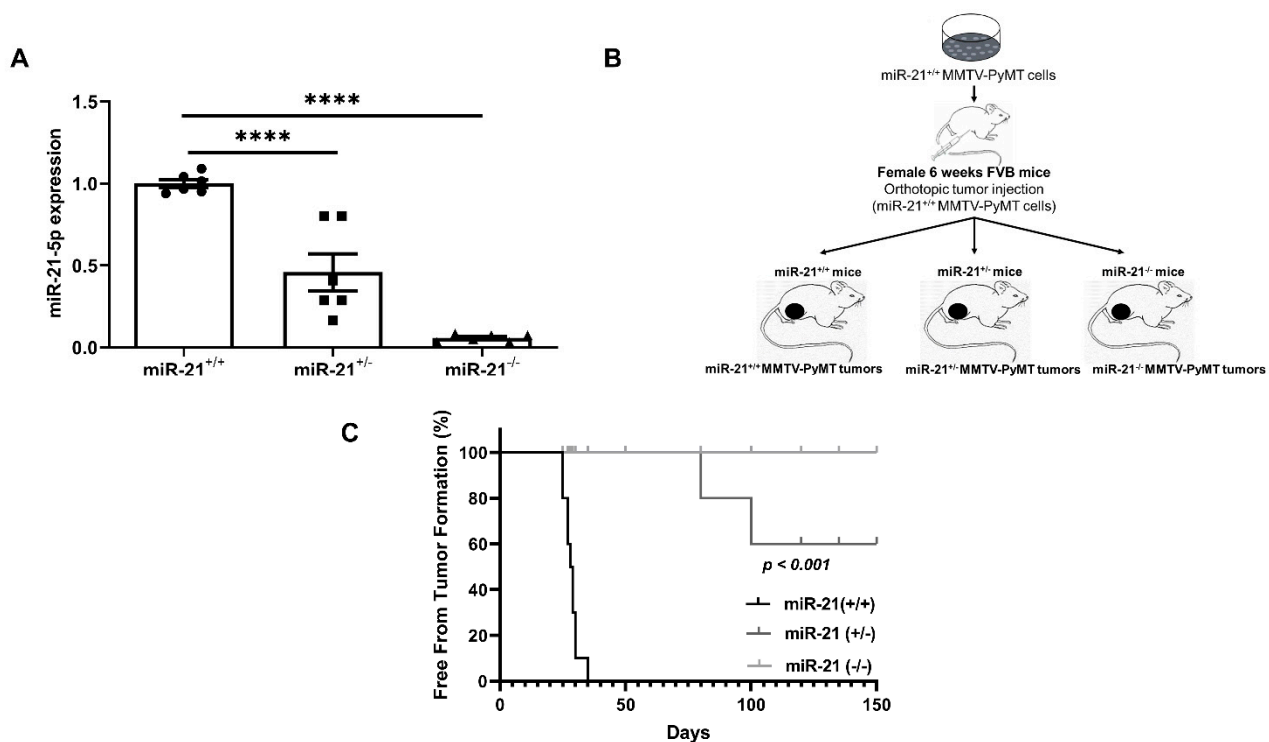 A
miR-21-5p expression
1.5
1.0
0.5
0.0
****
****
miR-21+/+
miR-21+/-
miR-21-/-
B
miR-21+/+ MMTV-PyMT cells
Female 6 weeks FVB mice
Orthotopic tumor injection
(miR-21+/+ MMTV-PyMT cells)
miR-21+/+ mice
miR-21+/- mice
miR-21-/- mice
miR-21+/+ MMTV-PyMT tumors
miR-21+/- MMTV-PyMT tumors
miR-21-/- MMTV-PyMT tumors
C
Free From Tumor Formation (%)
100
80
60
40
20
0
p < 0.001
miR-21(+/+)
miR-21 (+/-)
miR-21 (-/-)
0 50 100 150
Days